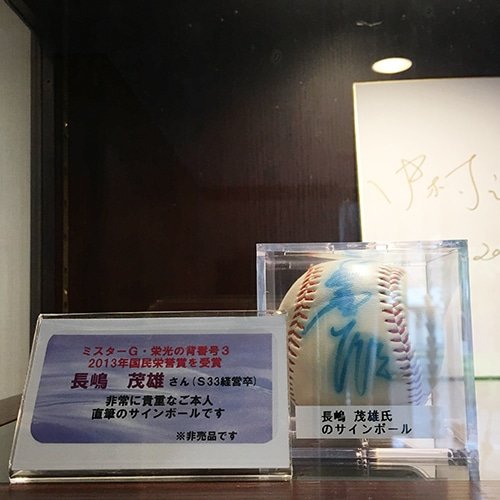 ミスターG・栄光の背番号3
2013年国民栄誉賞を受賞
長嶋 茂雄 さん(S33経営卒)
非常に貴重なご本人
直筆のサインボールです
※非売品です
長嶋 茂雄氏
のサインボール